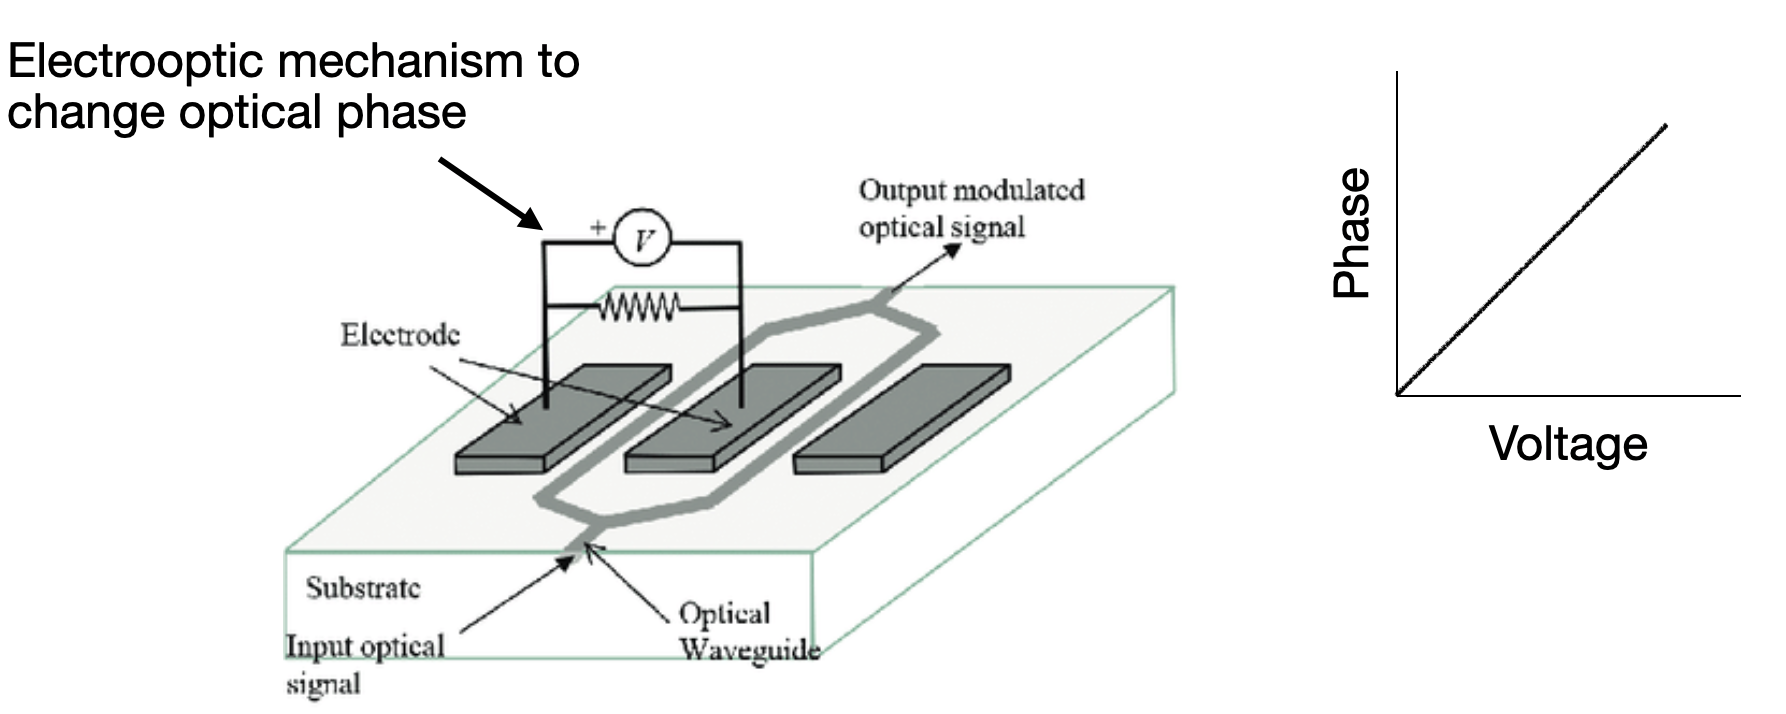 Electrooptic mechanism to
change optical phase
Output modulated
optical signal
+
V
Electrode
Substrate
Input optical
signal
Optical
Waveguide
Phase
Voltage